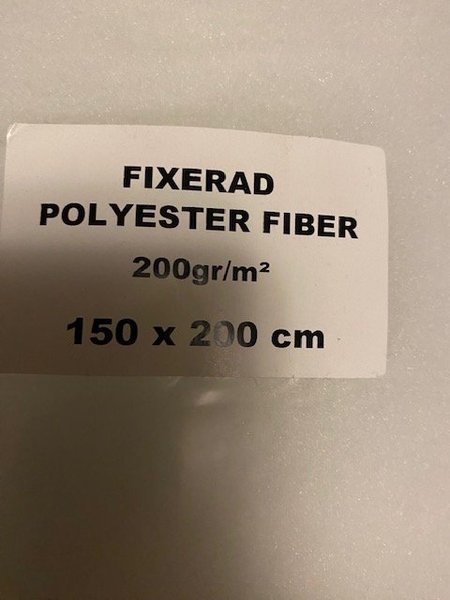 FIXERAD
POLYESTER FIBER
200gr/m²
150 x 200 cm